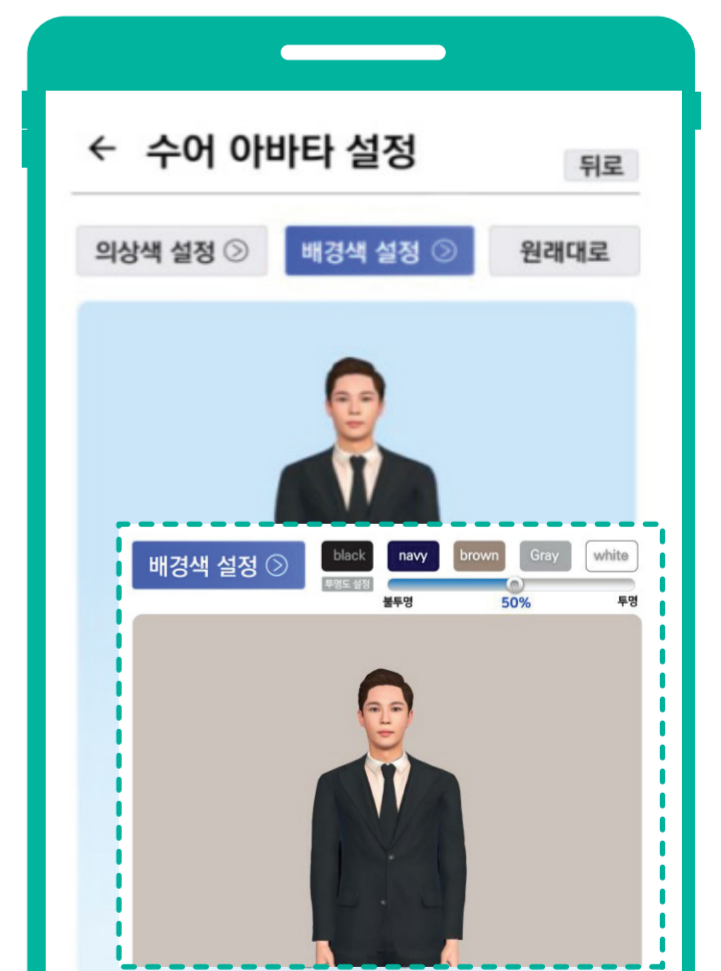 ← 수어 아바타 설정
뒤로
의상색 설정 배경색 설정 원래대로
배경색 설정 black navy brown Gray white
투명도 설정
불투명 50% 투명